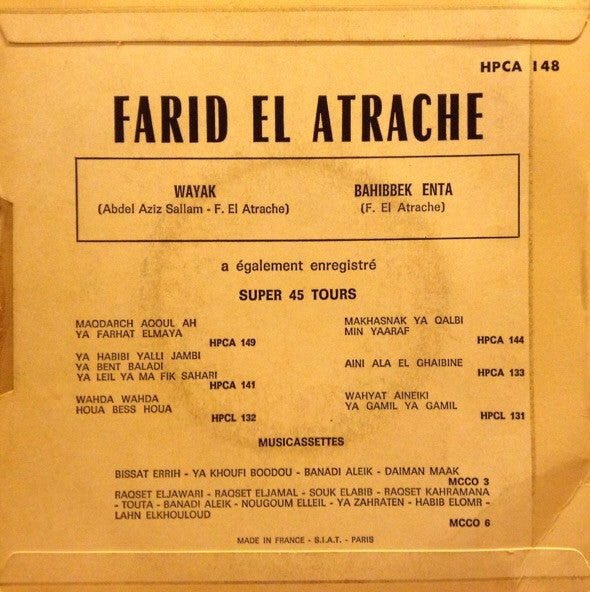 HPCA 148
FARID EL ATRACHE
WAYAK
(Abdel Aziz Sallam - F. El Atrache)
BAHIBBEK ENTA
(F. El Atrache)
a également enregistré
SUPER 45 TOURS
MAQDARCH AQOUL AH
YA FARHAT ELMAYA
HPCA 149
YA HABIBI YALLI JAMBI
YA BENT BALADI
YA LEIL YA MA FIK SAHARI
HPCA 141
WAHDA WAHDA
HOUA BESS HOUA
HPCL 132
MAKHASNAK YA QALBI
MIN YAARAF
HPCA 144
AINI ALA EL GHAIBINE
HPCA 133
WAHYAT AINEIKI
YA GAMIL YA GAMIL
HPCL 131
MUSICASSETTES
BISSAT ERRIH - YA KHOUFI BOODOU - BANADI ALEIK - DAIMAN MAAK
MCCO 3
RAQSET ELJAWARI - RAQSET ELJAMAL - SOUK ELABIB - RAQSET KAHRAMANA
- TOUTA - BANADI ALEIK - NOUGOUM ELLEIL - YA ZAHRATEN - HABIB ELOMR -
LAHN ELKHOULOUD
MCCO 6
MADE IN FRANCE - S.I.A.T. - PARIS